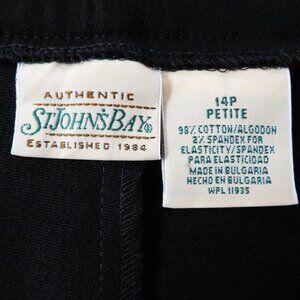 AUTHENTIC
ST.JOHN'S BAY®
ESTABLISHED 1984
14P
PETITE
98% COTTON/ALGODON
2% SPANDEX FOR
ELASTICITY/SPANDEX
PARA ELASTICIDAD
MADE IN BULGARIA
HECHO EN BULGARIA
WPL 11935